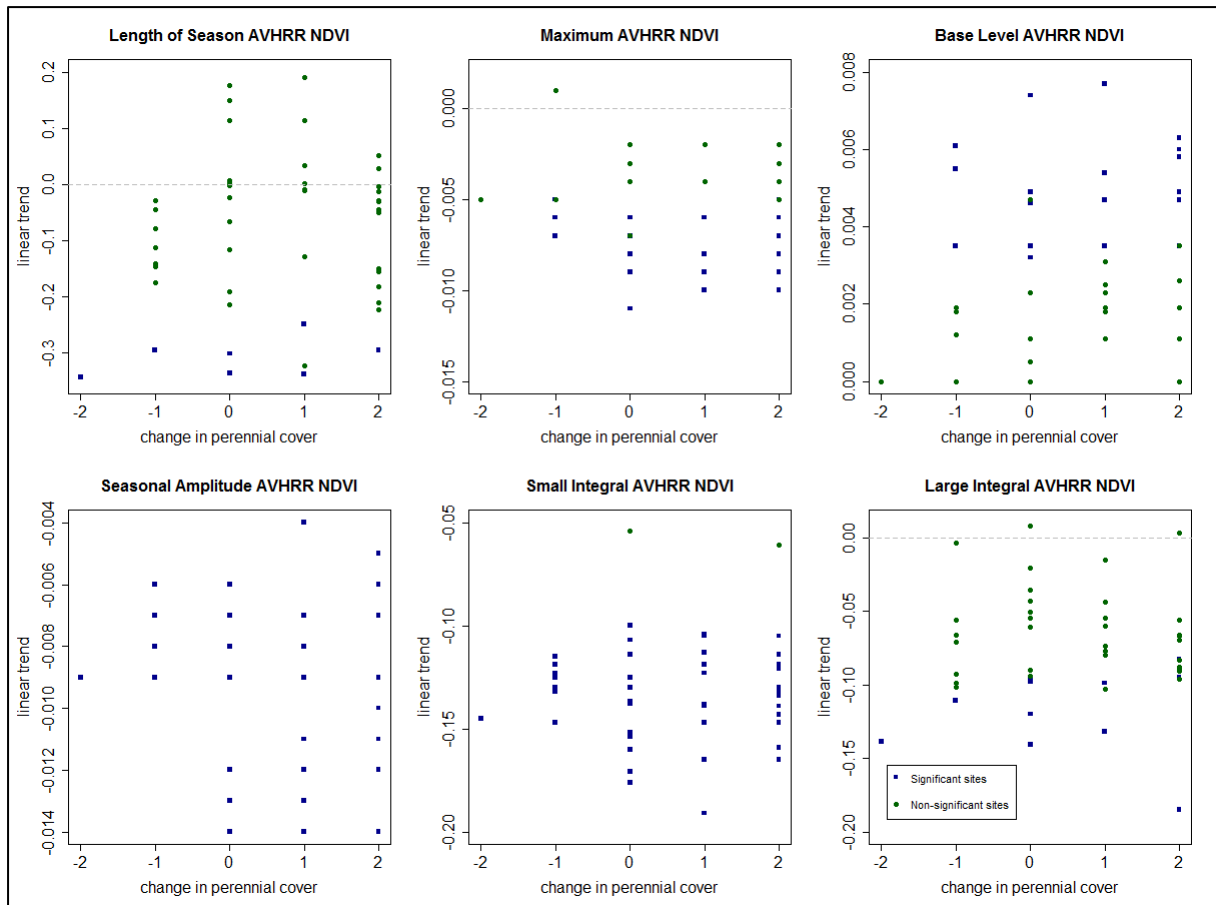 Length of Season AVHRR NDVI
linear trend
0.2
0.1
0.0
-0.1
-0.2
-0.3
-2 -1 0 1 2
change in perennial cover
Maximum AVHRR NDVI
linear trend
0.000
-0.005
-0.010
-0.015
-2 -1 0 1 2
change in perennial cover
Base Level AVHRR NDVI
linear trend
0.008
0.006
0.004
0.002
0.000
-2 -1 0 1 2
change in perennial cover
Seasonal Amplitude AVHRR NDVI
linear trend
-0.004
-0.006
-0.008
-0.010
-0.012
-0.014
-2 -1 0 1 2
change in perennial cover
Small Integral AVHRR NDVI
linear trend
-0.05
-0.10
-0.15
-0.20
-2 -1 0 1 2
change in perennial cover
Large Integral AVHRR NDVI
linear trend
0.00
-0.05
-0.10
-0.15
-0.20
Significant sites
Non-significant sites
-2 -1 0 1 2
change in perennial cover